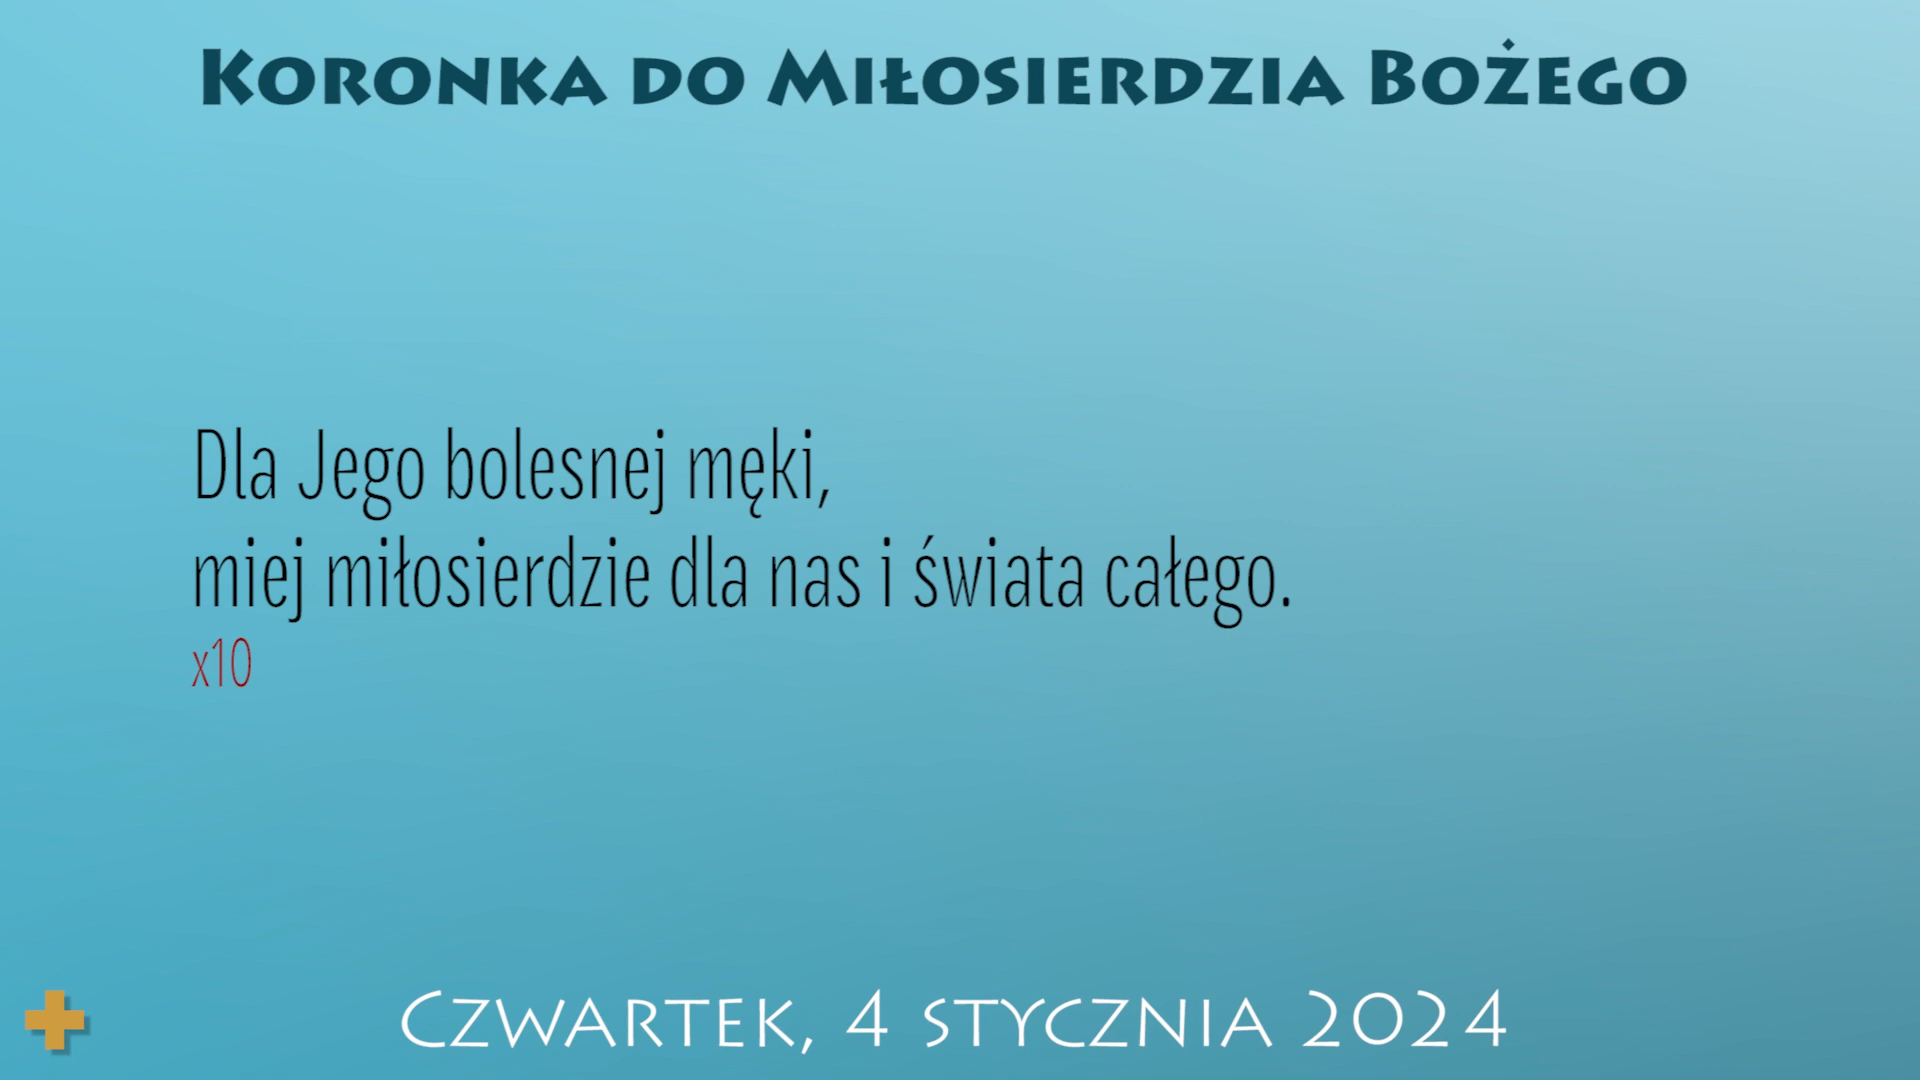 Koronka do Miłosierdzia Bożego
Dla Jego bolesnej męki,
miej miłosierdzie dla nas i świata całego.
x10
Czwartek, 4 stycznia 2024